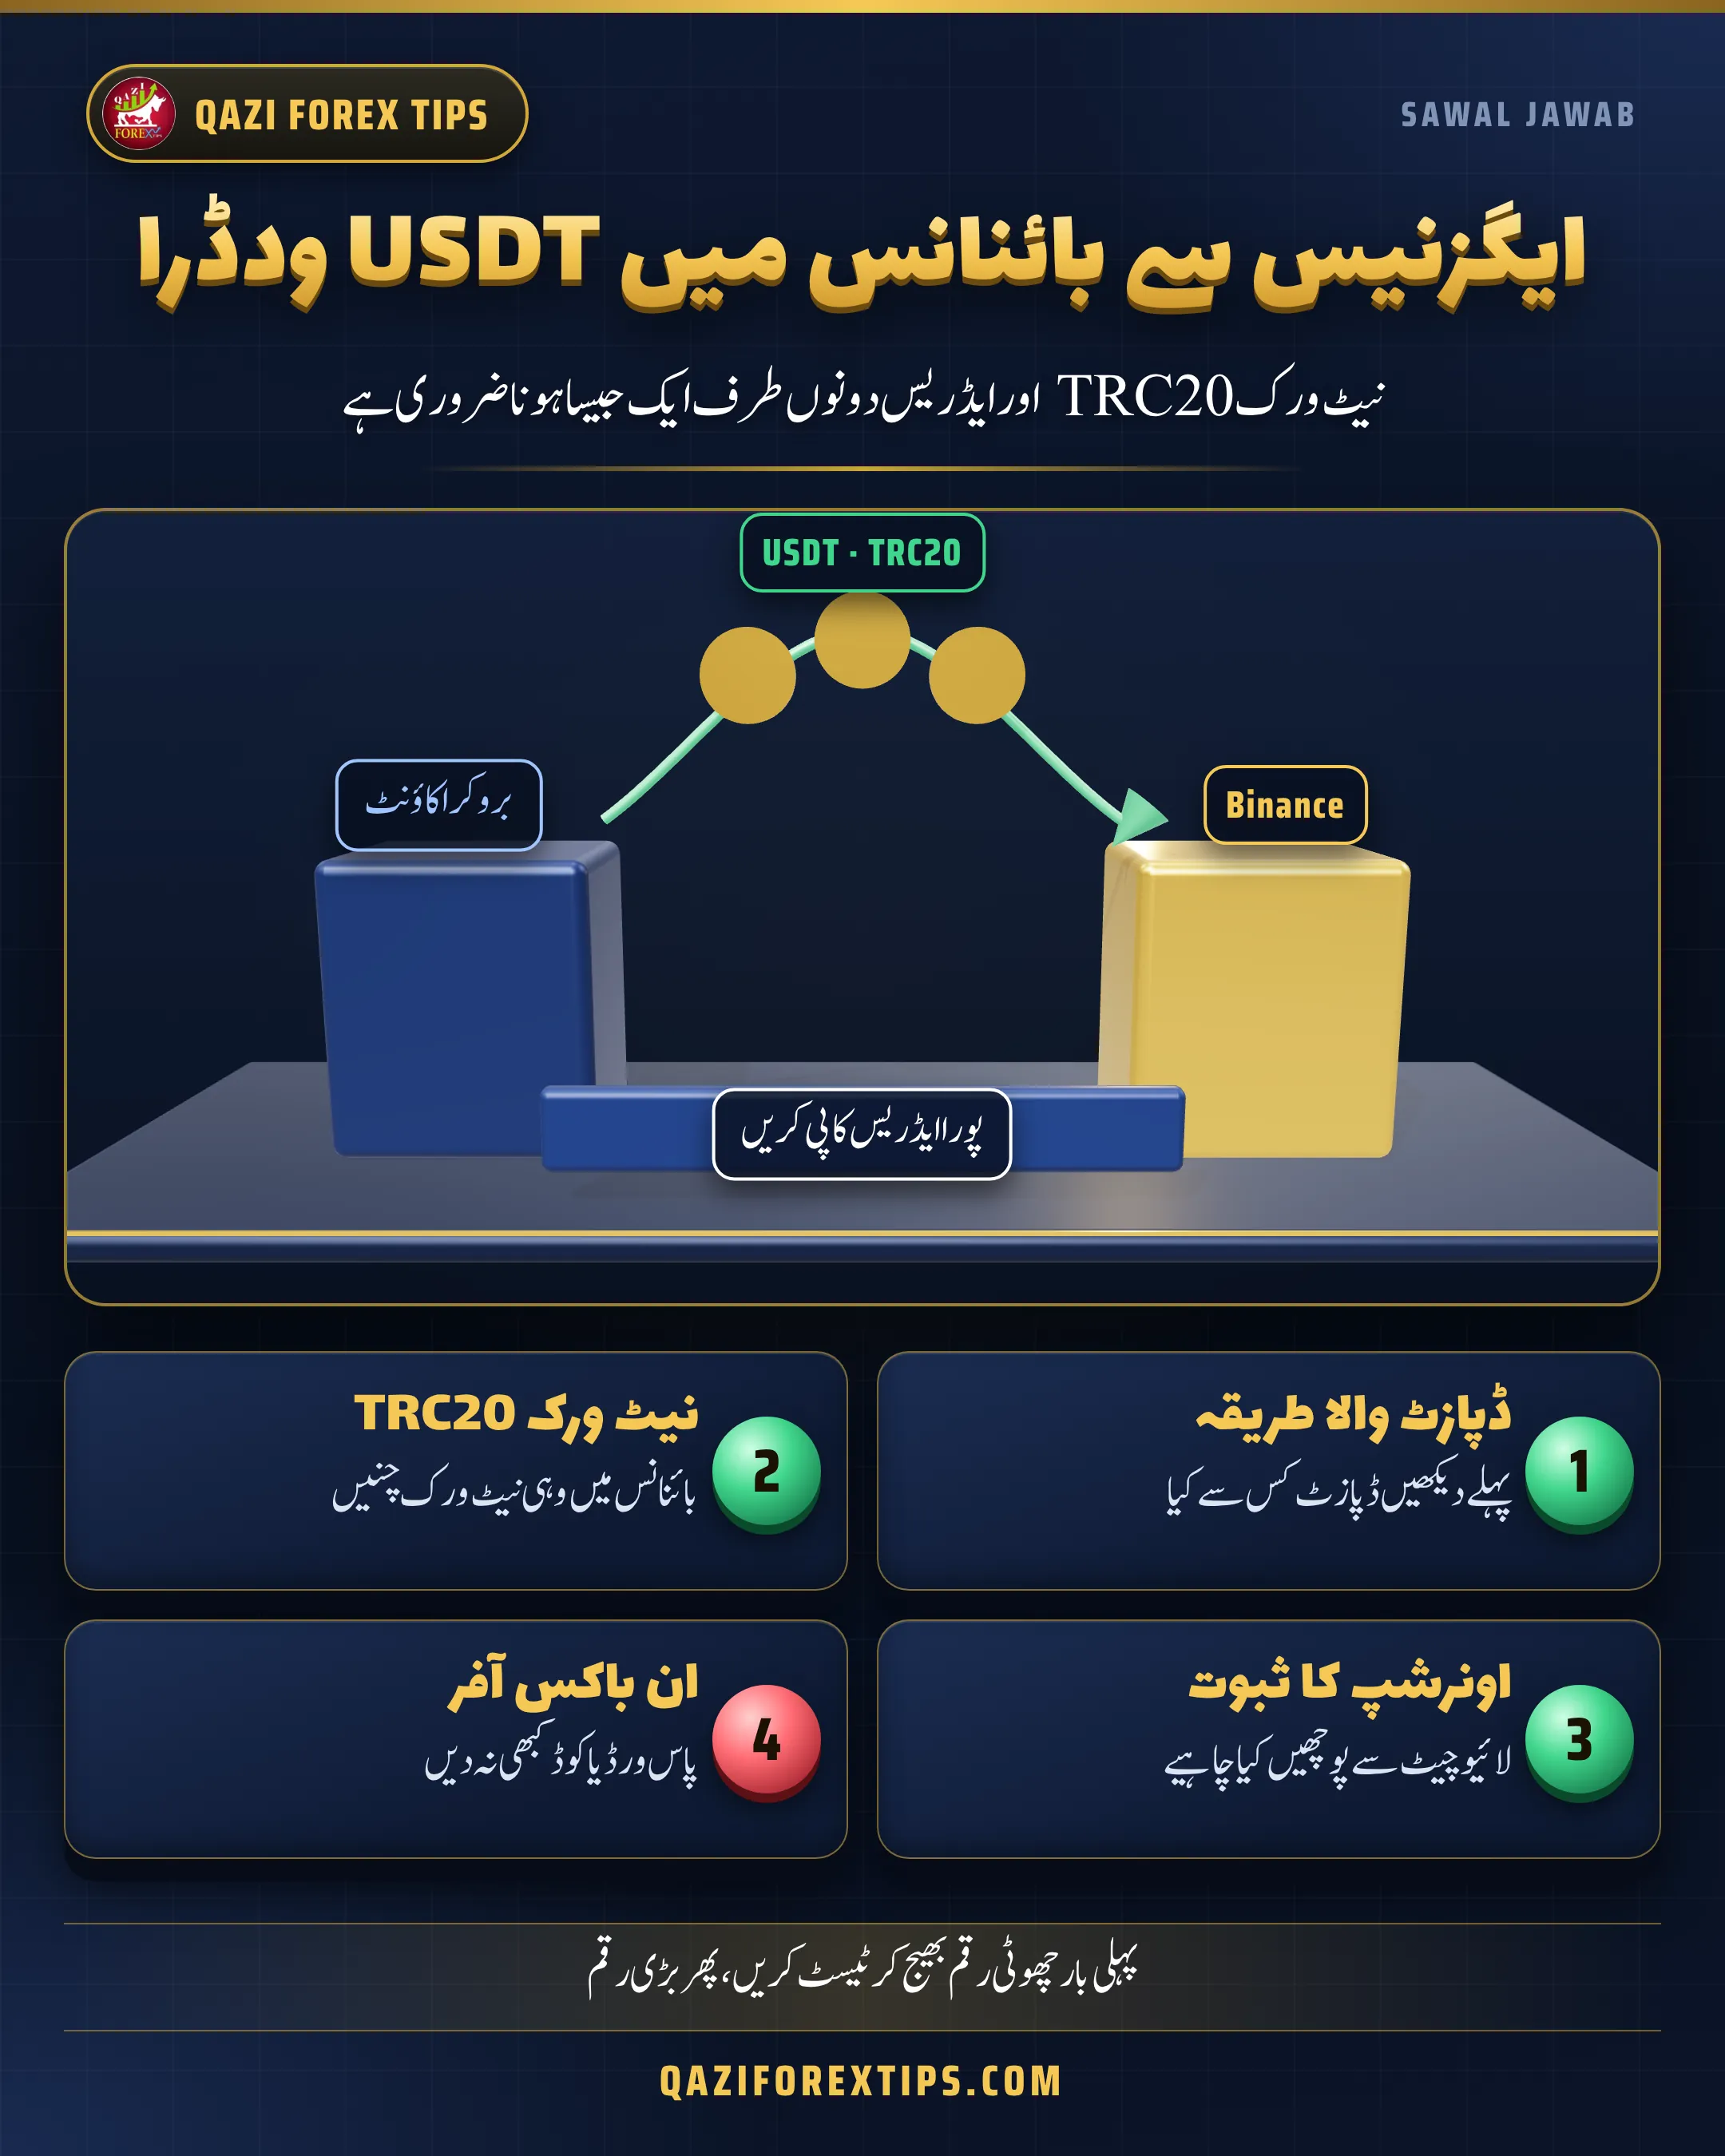 QAZI FOREX TIPS
SAWAL JAWAB
ایگزنیس سے بائنانس میں USDT ودڈرا
نیٹ ورک TRC20 اور ایڈریس دونوں طرف ایک جیسا ہونا ضروری ہے
USDT · TRC20
بروکر اکاؤنٹ
Binance
پورا ایڈریس کاپی کریں
1
ڈپازٹ والا طریقہ
پہلے دیکھیں ڈپازٹ کس سے کیا
2
نیٹ ورک TRC20
بائنانس میں وہی نیٹ ورک چنیں
3
اونرشپ کا ثبوت
لائیو چیٹ سے پوچھیں کیا چاہیے
4
ان باکس آفر
پاس ورڈ یا کوڈ کبھی نہ دیں
پہلی بار چھوٹی رقم بھیج کر ٹیسٹ کریں، پھر بڑی رقم
QAZIFOREXTIPS.COM